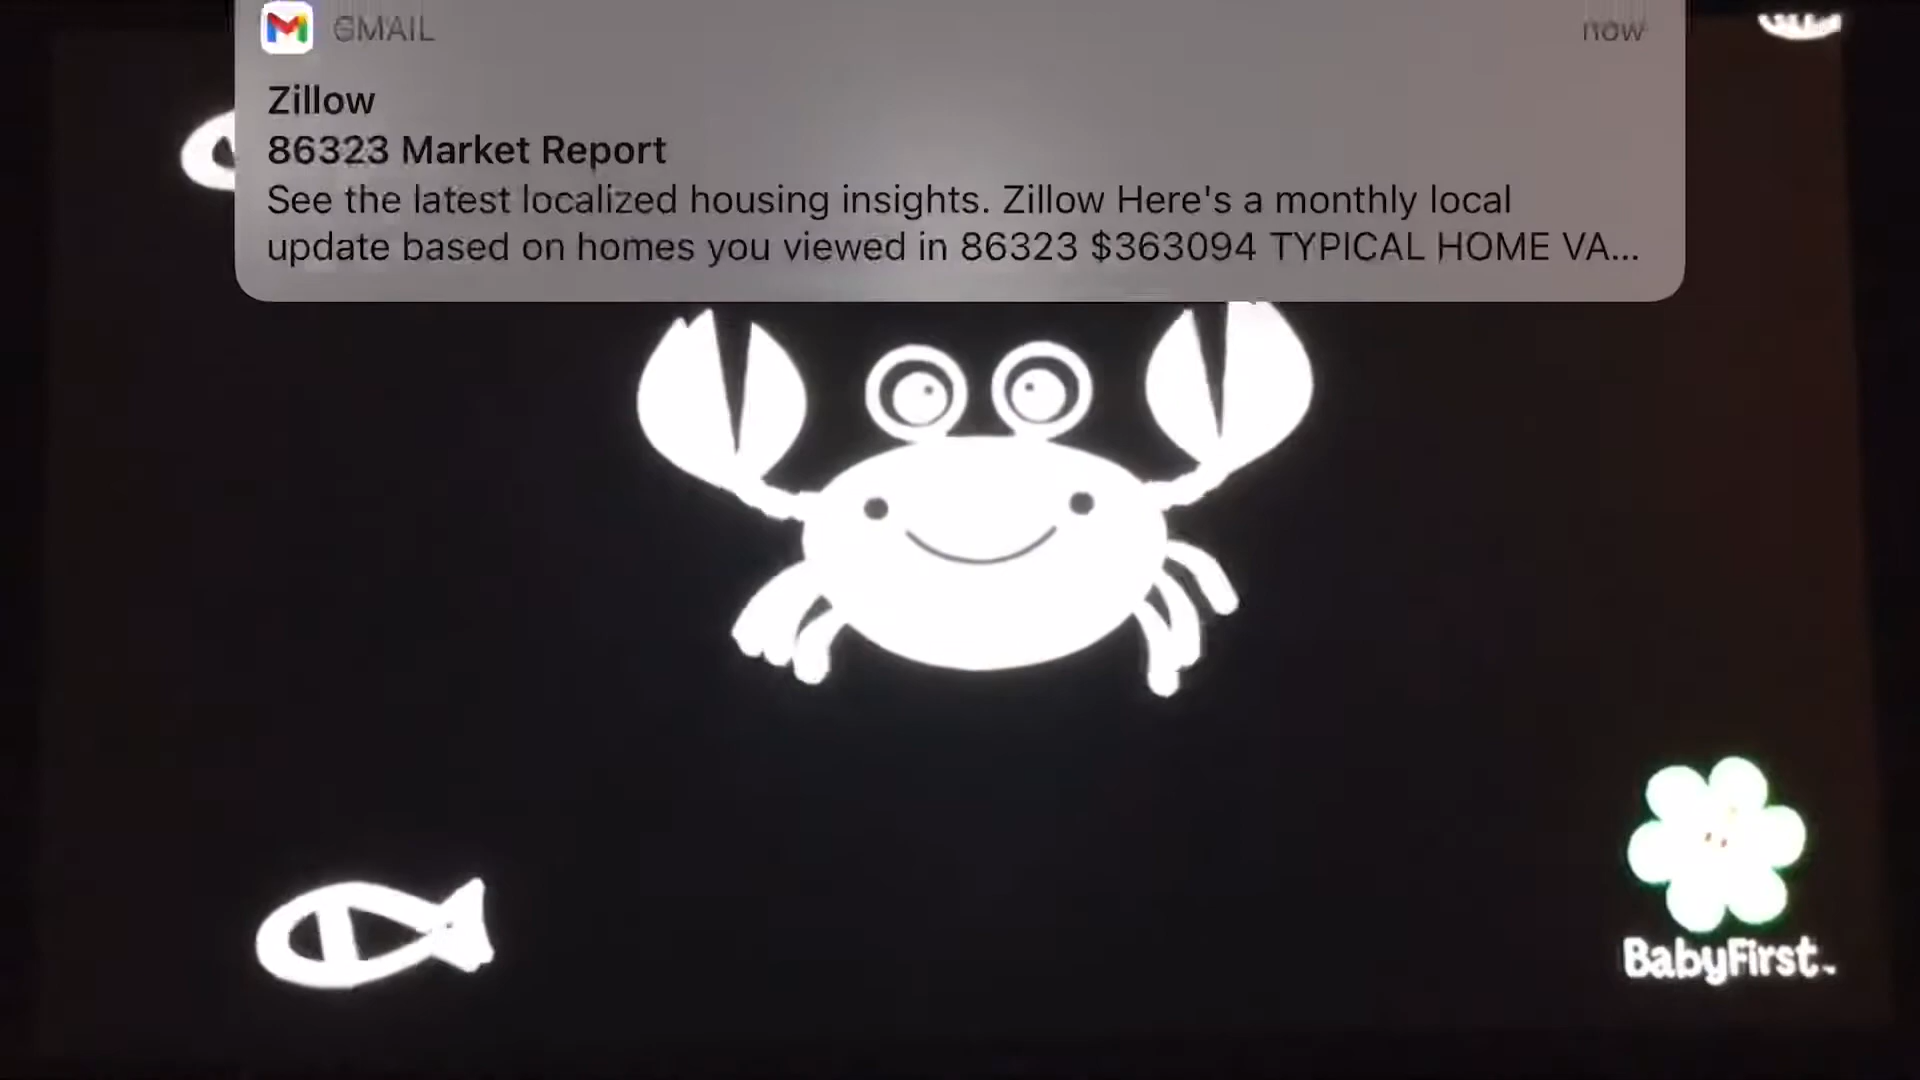 GMAIL
now
Zillow
86323 Market Report
See the latest localized housing insights. Zillow Here's a monthly local
update based on homes you viewed in 86323 $363094 TYPICAL HOME VA...
BabyFirst™